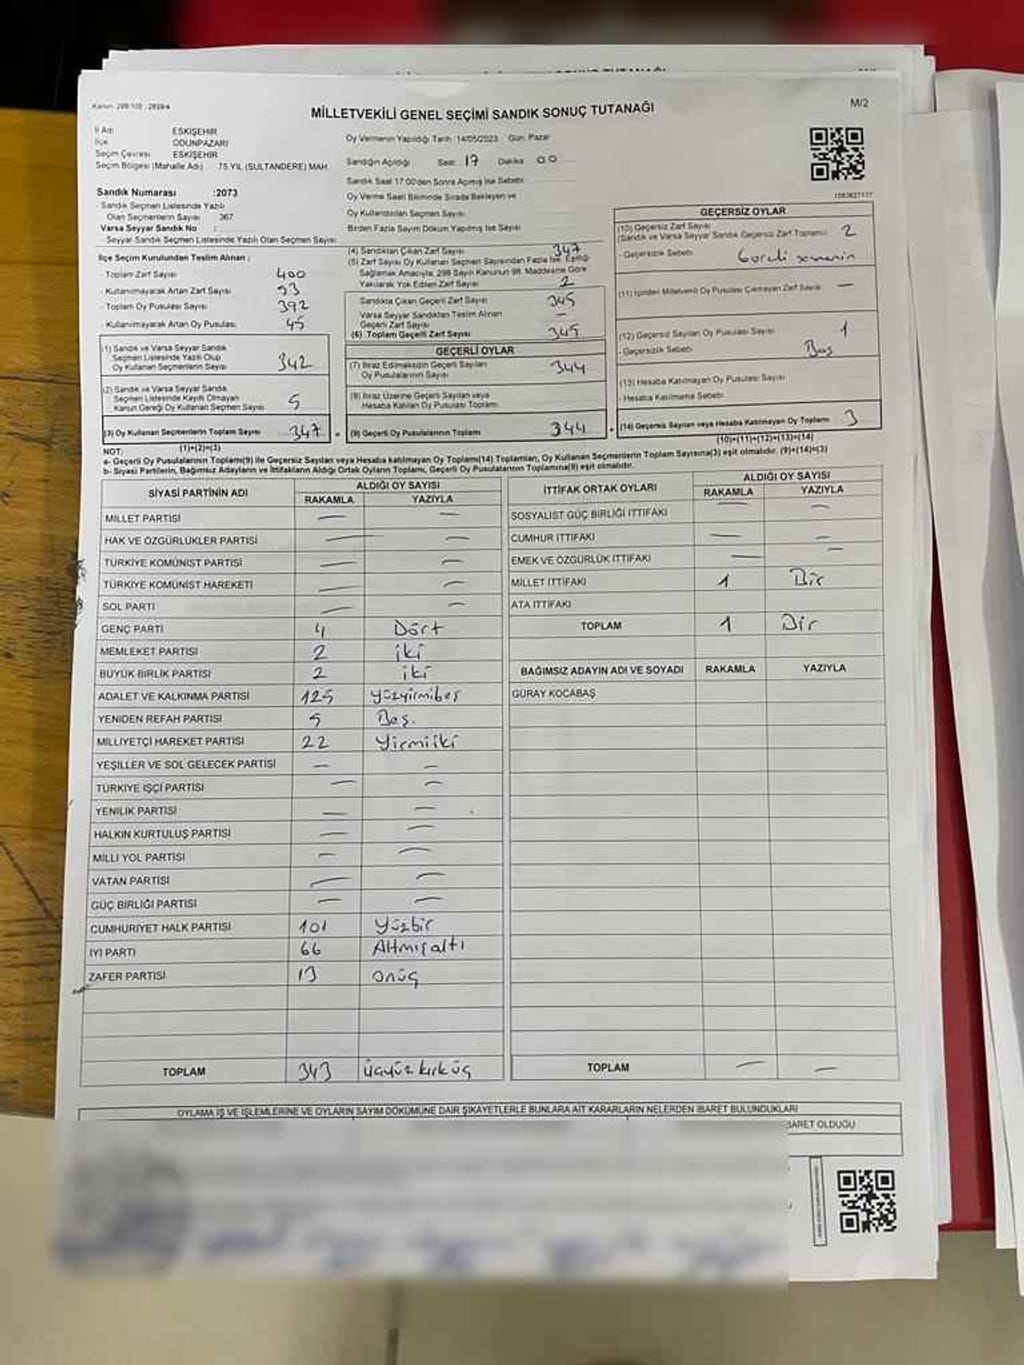 Kanun: 298/105 , 2839/4
M/2
MİLLETVEKİLİ GENEL SEÇİMİ SANDIK SONUÇ TUTANAĞI
İl Adı ESKİŞEHİR
İlçe ODUNPAZARI
Seçim Çevresi ESKİŞEHİR
Seçim Bölgesi (Mahalle Adı) 75 YIL (SULTANDERE) MAH.
Sandık Numarası :2073
- Sandık Seçmen Listesinde Yazılı
Olan Seçmenlerin Sayısı 367
Varsa Seyyar Sandık No :
- Seyyar Sandık Seçmen Listesinde Yazılı Olan Seçmen Sayısı
Oy Vermenin Yapıldığı Tarih :14/05/2023 Gün: Pazar
Sandığın Açıldığı Saat: 17 Dakika 00
Sandık Saat 17:00'den Sonra Açılmış İse Sebebi
Oy Verme Saati Bitiminde Sırada Bekleyen ve
Oy Kullandırılan Seçmen Sayısı
Birden Fazla Sayım Döküm Yapılmış İse Sayısı
İlçe Seçim Kurulundan Teslim Alınan :
- Toplam Zarf Sayısı 400
- Kullanılmayarak Artan Zarf Sayısı 53
- Toplam Oy Pusulası Sayısı 392
- Kullanılmayarak Artan Oy Pusulası 45
(1) Sandık ve Varsa Seyyar Sandık
Seçmen Listesinde Yazılı Olup
Oy Kullanan Seçmenlerin Sayısı 342
(2) Sandık ve Varsa Seyyar Sandık
Seçmen Listesinde Kayıtlı Olmayan
Kanun Gereği Oy Kullanan Seçmen Sayısı 5
(3) Oy Kullanan Seçmenlerin Toplam Sayısı 347
(1)+(2)=(3)
(4) Sandıktan Çıkan Zarf Sayısı 347
(5) Zarf Sayısı Oy Kullanan Seçmen Sayısından Fazla İse, Eşitliği
Sağlamak Amacıyla, 298 Sayılı Kanunun 98. Maddesine Göre
Yakılarak Yok Edilen Zarf Sayısı 2
Sandıkta Çıkan Geçerli Zarf Sayısı 345
Varsa Seyyar Sandıktan Teslim Alınan
Geçerli Zarf Sayısı —
(6) Toplam Geçerli Zarf Sayısı 345
GEÇERLİ OYLAR
(7) İtiraz Edilmeksizin Geçerli Sayılan
Oy Pusulalarının Sayısı 344
(8) İtiraz Üzerine Geçerli Sayılan veya
Hesaba Katılan Oy Pusulası Toplamı
= (9) Geçerli Oy Pusulalarının Toplamı 344
1083827177
GEÇERSİZ OYLAR
(10) Geçersiz Zarf Sayısı
(Sandık ve Varsa Seyyar Sandık Geçersiz Zarf Toplamı) 2
- Geçersizlik Sebebi
(11) İçinden Milletvekili Oy Pusulası Çıkmayan Zarf Sayısı —
(12) Geçersiz Sayılan Oy Pusulası Sayısı 1
- Geçersizlik Sebebi Boş
(13) Hesaba Katılmayan Oy Pusulası Sayısı
- Hesaba Katılmama Sebebi
+ (14) Geçersiz Sayılan veya Hesaba Katılmayan Oy Toplamı 3
(10)+(11)+(12)+(13)=(14)
NOT:
a- Geçerli Oy Pusulalarının Toplamı(9) ile Geçersiz Sayılan veya Hesaba katılmayan Oy Toplamı(14) Toplamları, Oy Kullanan Seçmenlerin Toplam Sayısına(3) eşit olmalıdır. (9)+(14)=(3)
b- Siyasi Partilerin, Bağımsız Adayların ve İttifakların Aldığı Ortak Oyların Toplamı, Geçerli Oy Pusulalarının Toplamına(9) eşit olmalıdır.
SİYASİ PARTİNİN ADI ALDIĞI OY SAYISI
RAKAMLA YAZIYLA
MİLLET PARTİSİ — —
HAK VE ÖZGÜRLÜKLER PARTİSİ — —
TÜRKİYE KOMÜNİST PARTİSİ — —
TÜRKİYE KOMÜNİST HAREKETİ — —
SOL PARTİ — —
GENÇ PARTİ 4 Dört
MEMLEKET PARTİSİ 2 iki
BÜYÜK BİRLİK PARTİSİ 2 iki
ADALET VE KALKINMA PARTİSİ 125 yüzyirmibeş
YENİDEN REFAH PARTİSİ 5 Beş.
MİLLİYETÇİ HAREKET PARTİSİ 22 Yirmiiki
YEŞİLLER VE SOL GELECEK PARTİSİ — —
TÜRKİYE İŞÇİ PARTİSİ — —
YENİLİK PARTİSİ — —
HALKIN KURTULUŞ PARTİSİ — —
MİLLİ YOL PARTİSİ — —
VATAN PARTİSİ — —
GÜÇ BİRLİĞİ PARTİSİ — —
CUMHURİYET HALK PARTİSİ 101 yüzbir
İYİ PARTİ 66 Altmışaltı
ZAFER PARTİSİ 13 onüç
TOPLAM 343 üçyüzkırküç
İTTİFAK ORTAK OYLARI ALDIĞI OY SAYISI
RAKAMLA YAZIYLA
SOSYALİST GÜÇ BİRLİĞİ İTTİFAKI — —
CUMHUR İTTİFAKI — —
EMEK VE ÖZGÜRLÜK İTTİFAKI — —
MİLLET İTTİFAKI 1 Bir
ATA İTTİFAKI
TOPLAM 1 Bir
BAĞIMSIZ ADAYIN ADI VE SOYADI RAKAMLA YAZIYLA
GÜRAY KOCABAŞ
TOPLAM — —
OYLAMA İŞ VE İŞLEMLERİNE VE OYLARIN SAYIM DÖKÜMÜNE DAİR ŞİKAYETLERLE BUNLARA AİT KARARLARIN NELERDEN İBARET BULUNDUKLARI
BARET OLDUĞU